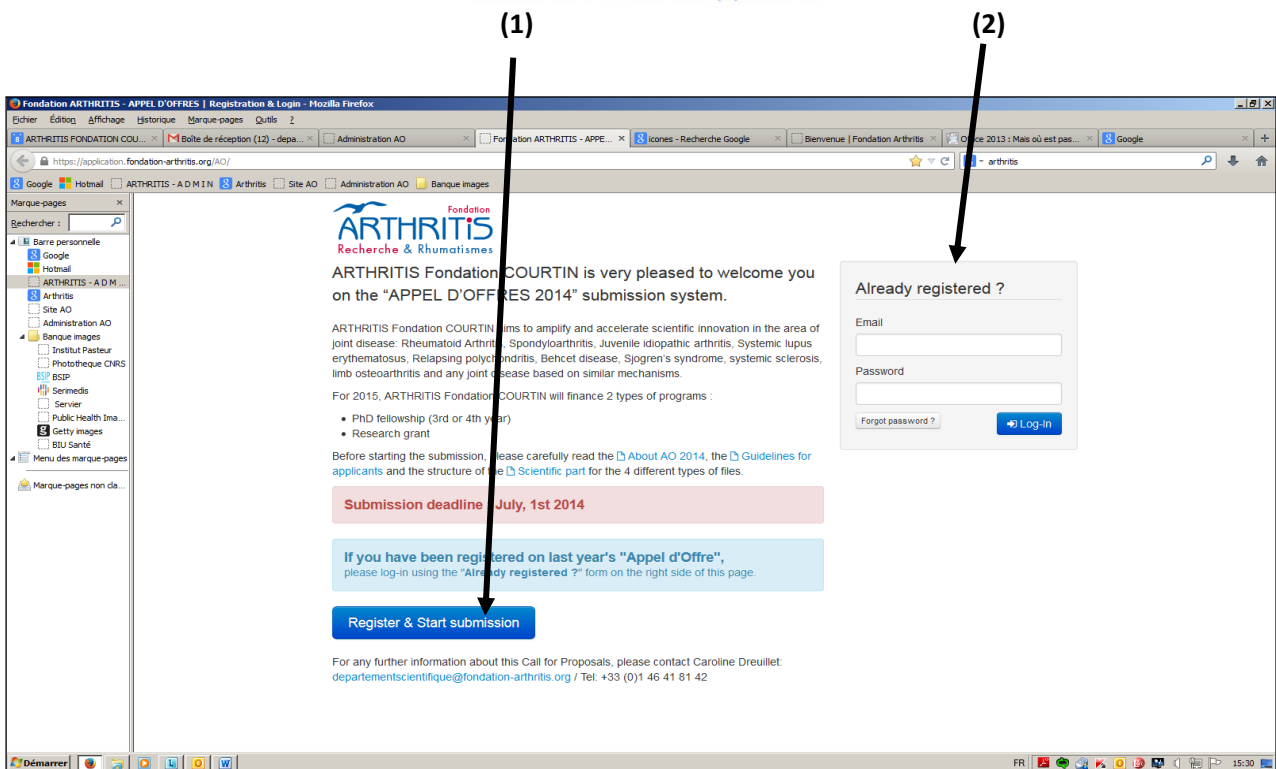 (1) (2)
Fondation ARTHRITIS - APPEL D'OFFRES | Registration & Login - Mozilla Firefox
Fichier Édition Affichage Historique Marque-pages Outils ?
ARTHRITIS FONDATION COU... Boîte de réception (12) - depa... Administration AO Fondation ARTHRITIS - APPE... icones - Recherche Google Bienvenue | Fondation Arthritis Office 2013 : Mais où est pas... Google
https://application.fondation-arthritis.org/AO/ arthritis
Google Hotmail ARTHRITIS - A D M I N Arthritis Site AO Administration AO Banque images
Marque-pages
Rechercher :
Barre personnelle
Google
Hotmail
ARTHRITIS - A D M ...
Arthritis
Site AO
Administration AO
Banque images
Institut Pasteur
Phototheque CNRS
BSIP BSIP
Serimedis
Servier
Public Health Ima...
Getty images
BIU Santé
Menu des marque-pages
Marque-pages non cla...
Fondation
ARTHRITIS
Recherche & Rhumatismes
ARTHRITIS Fondation COURTIN is very pleased to welcome you
on the “APPEL D’OFFRES 2014” submission system.
ARTHRITIS Fondation COURTIN aims to amplify and accelerate scientific innovation in the area of
joint disease: Rheumatoid Arthritis, Spondyloarthritis, Juvenile idiopathic arthritis, Systemic lupus
erythematosus, Relapsing polychondritis, Behcet disease, Sjogren's syndrome, systemic sclerosis,
limb osteoarthritis and any joint disease based on similar mechanisms.
For 2015, ARTHRITIS Fondation COURTIN will finance 2 types of programs :
• PhD fellowship (3rd or 4th year)
• Research grant
Before starting the submission, please carefully read the About AO 2014, the Guidelines for
applicants and the structure of the Scientific part for the 4 different types of files.
Submission deadline : July, 1st 2014
If you have been registered on last year's "Appel d'Offre",
please log-in using the "Already registered ?" form on the right side of this page.
Register & Start submission
For any further information about this Call for Proposals, please contact Caroline Dreuillet:
departementscientifique@fondation-arthritis.org / Tel: +33 (0)1 46 41 81 42
Already registered ?
Email
Password
Forgot password ? Log-In
Démarrer FR 15:30